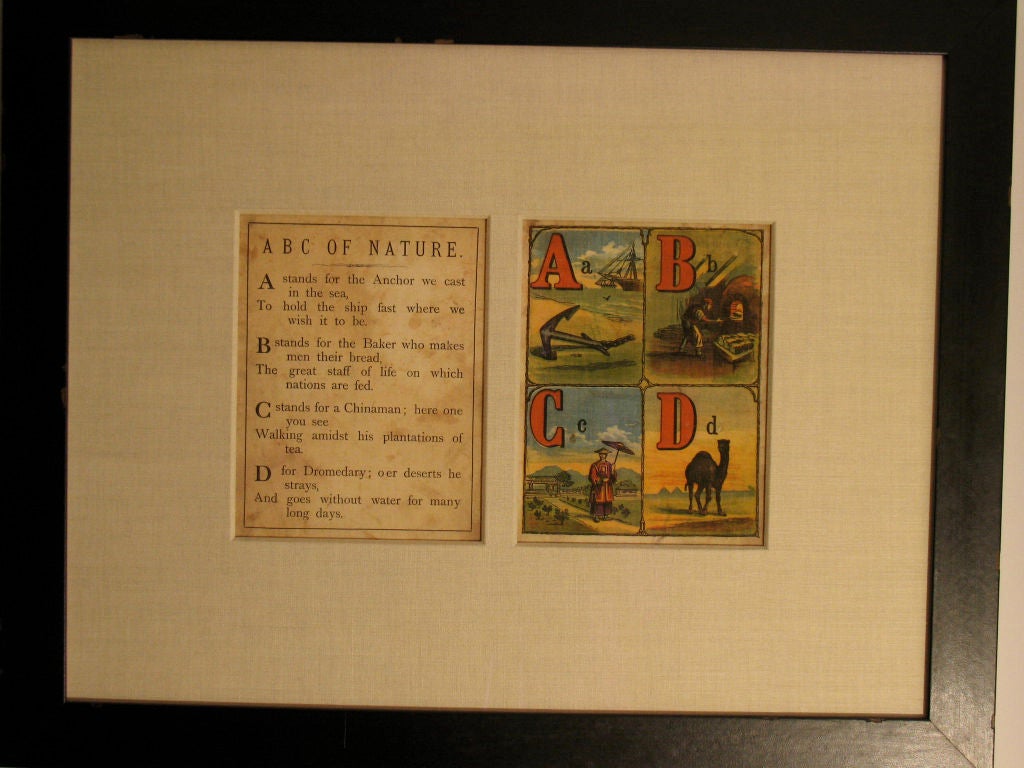 ABC OF NATURE.
A stands for the Anchor we cast
in the sea,
To hold the ship fast where we
wish it to be.
B stands for the Baker who makes
men their bread,
The great staff of life on which
nations are fed.
C stands for a Chinaman; here one
you see
Walking amidst his plantations of
tea.
D for Dromedary; oer deserts he
strays,
And goes without water for many
long days.
A a
B b
C c
D d